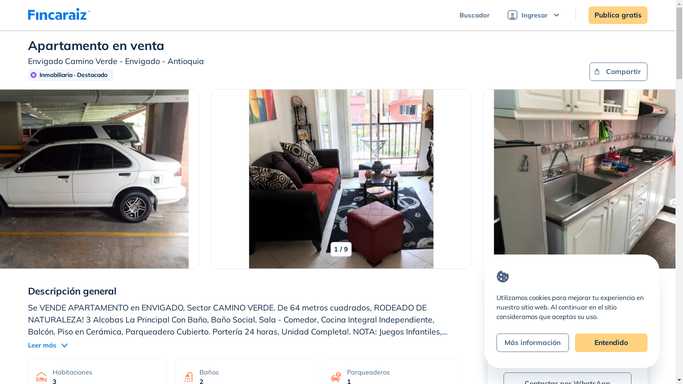 Fincaraiz
Buscador
Ingresar
Publica gratis
Apartamento en venta
Envigado Camino Verde - Envigado - Antioquia
Inmobiliaria · Destacado
Compartir
1 / 9
Descripción general
Se VENDE APARTAMENTO en ENVIGADO, Sector CAMINO VERDE. De 64 metros cuadrados, RODEADO DE
NATURALEZA! 3 Alcobas La Principal Con Baño, Baño Social, Sala - Comedor, Cocina Integral Independiente,
Balcón, Piso en Cerámica, Parqueadero Cubierto. Portería 24 horas, Unidad Completa!. NOTA: Juegos Infantiles,...
Leer más
Habitaciones
3
Baños
2
Parqueaderos
1
Utilizamos cookies para mejorar tu experiencia en
nuestro sitio web. Al continuar en el sitio
consideramos que aceptas su uso.
Más información
Entendido
Contactar por WhatsApp